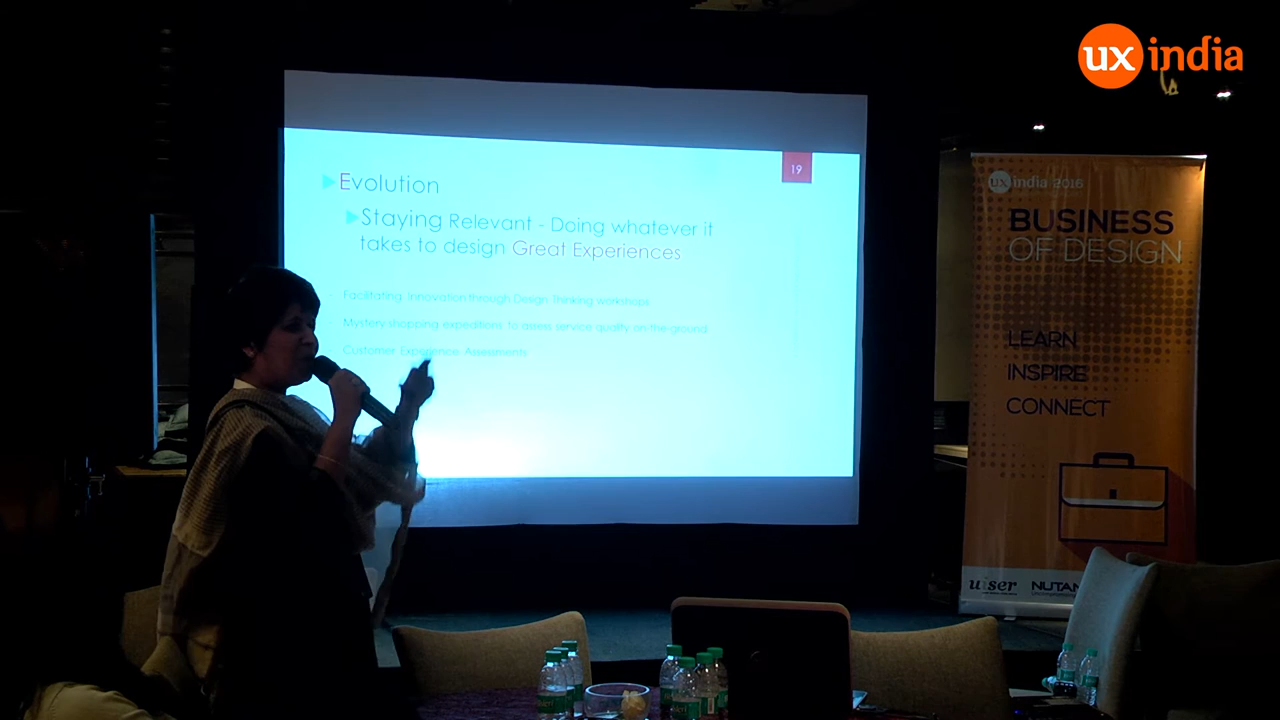 ux india
19
Evolution
Staying Relevant - Doing whatever it
takes to design Great Experiences
Facilitating Innovation through Design Thinking workshops
Mystery shopping expeditions to assess service quality on the-ground
Customer Experience Assessments
ux india 2016
BUSINESS
OF DESIGN
LEARN
INSPIRE
CONNECT
uiser
NUTAN